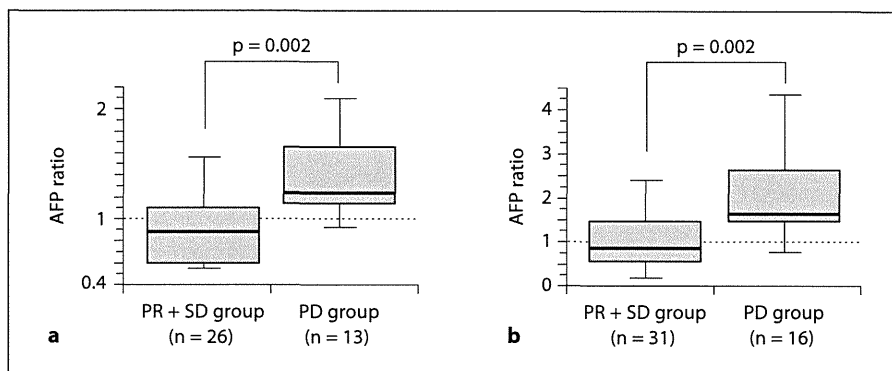 p = 0.002
2
1
0.4
AFP ratio
PR + SD group
(n = 26)
PD group
(n = 13)
a
p = 0.002
4
3
2
1
0
AFP ratio
PR + SD group
(n = 31)
PD group
(n = 16)
b